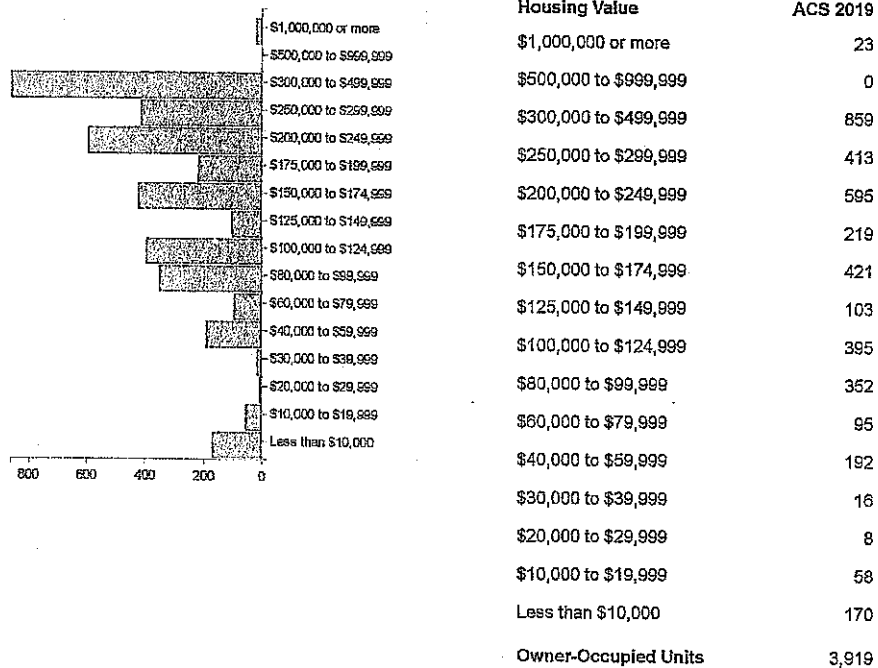 $1,000,000 or more
$500,000 to $999,999
$300,000 to $499,999
$250,000 to $299,999
$200,000 to $249,999
$175,000 to $199,999
$150,000 to $174,999
$125,000 to $149,999
$100,000 to $124,999
$80,000 to $99,999
$60,000 to $79,999
$40,000 to $59,999
$30,000 to $39,999
$20,000 to $29,999
$10,000 to $19,999
Less than $10,000
800 600 400 200 0
Housing Value ACS 2019
$1,000,000 or more 23
$500,000 to $999,999 0
$300,000 to $499,999 859
$250,000 to $299,999 413
$200,000 to $249,999 595
$175,000 to $199,999 219
$150,000 to $174,999 421
$125,000 to $149,999 103
$100,000 to $124,999 395
$80,000 to $99,999 352
$60,000 to $79,999 95
$40,000 to $59,999 192
$30,000 to $39,999 16
$20,000 to $29,999 8
$10,000 to $19,999 58
Less than $10,000 170
Owner-Occupied Units 3,919